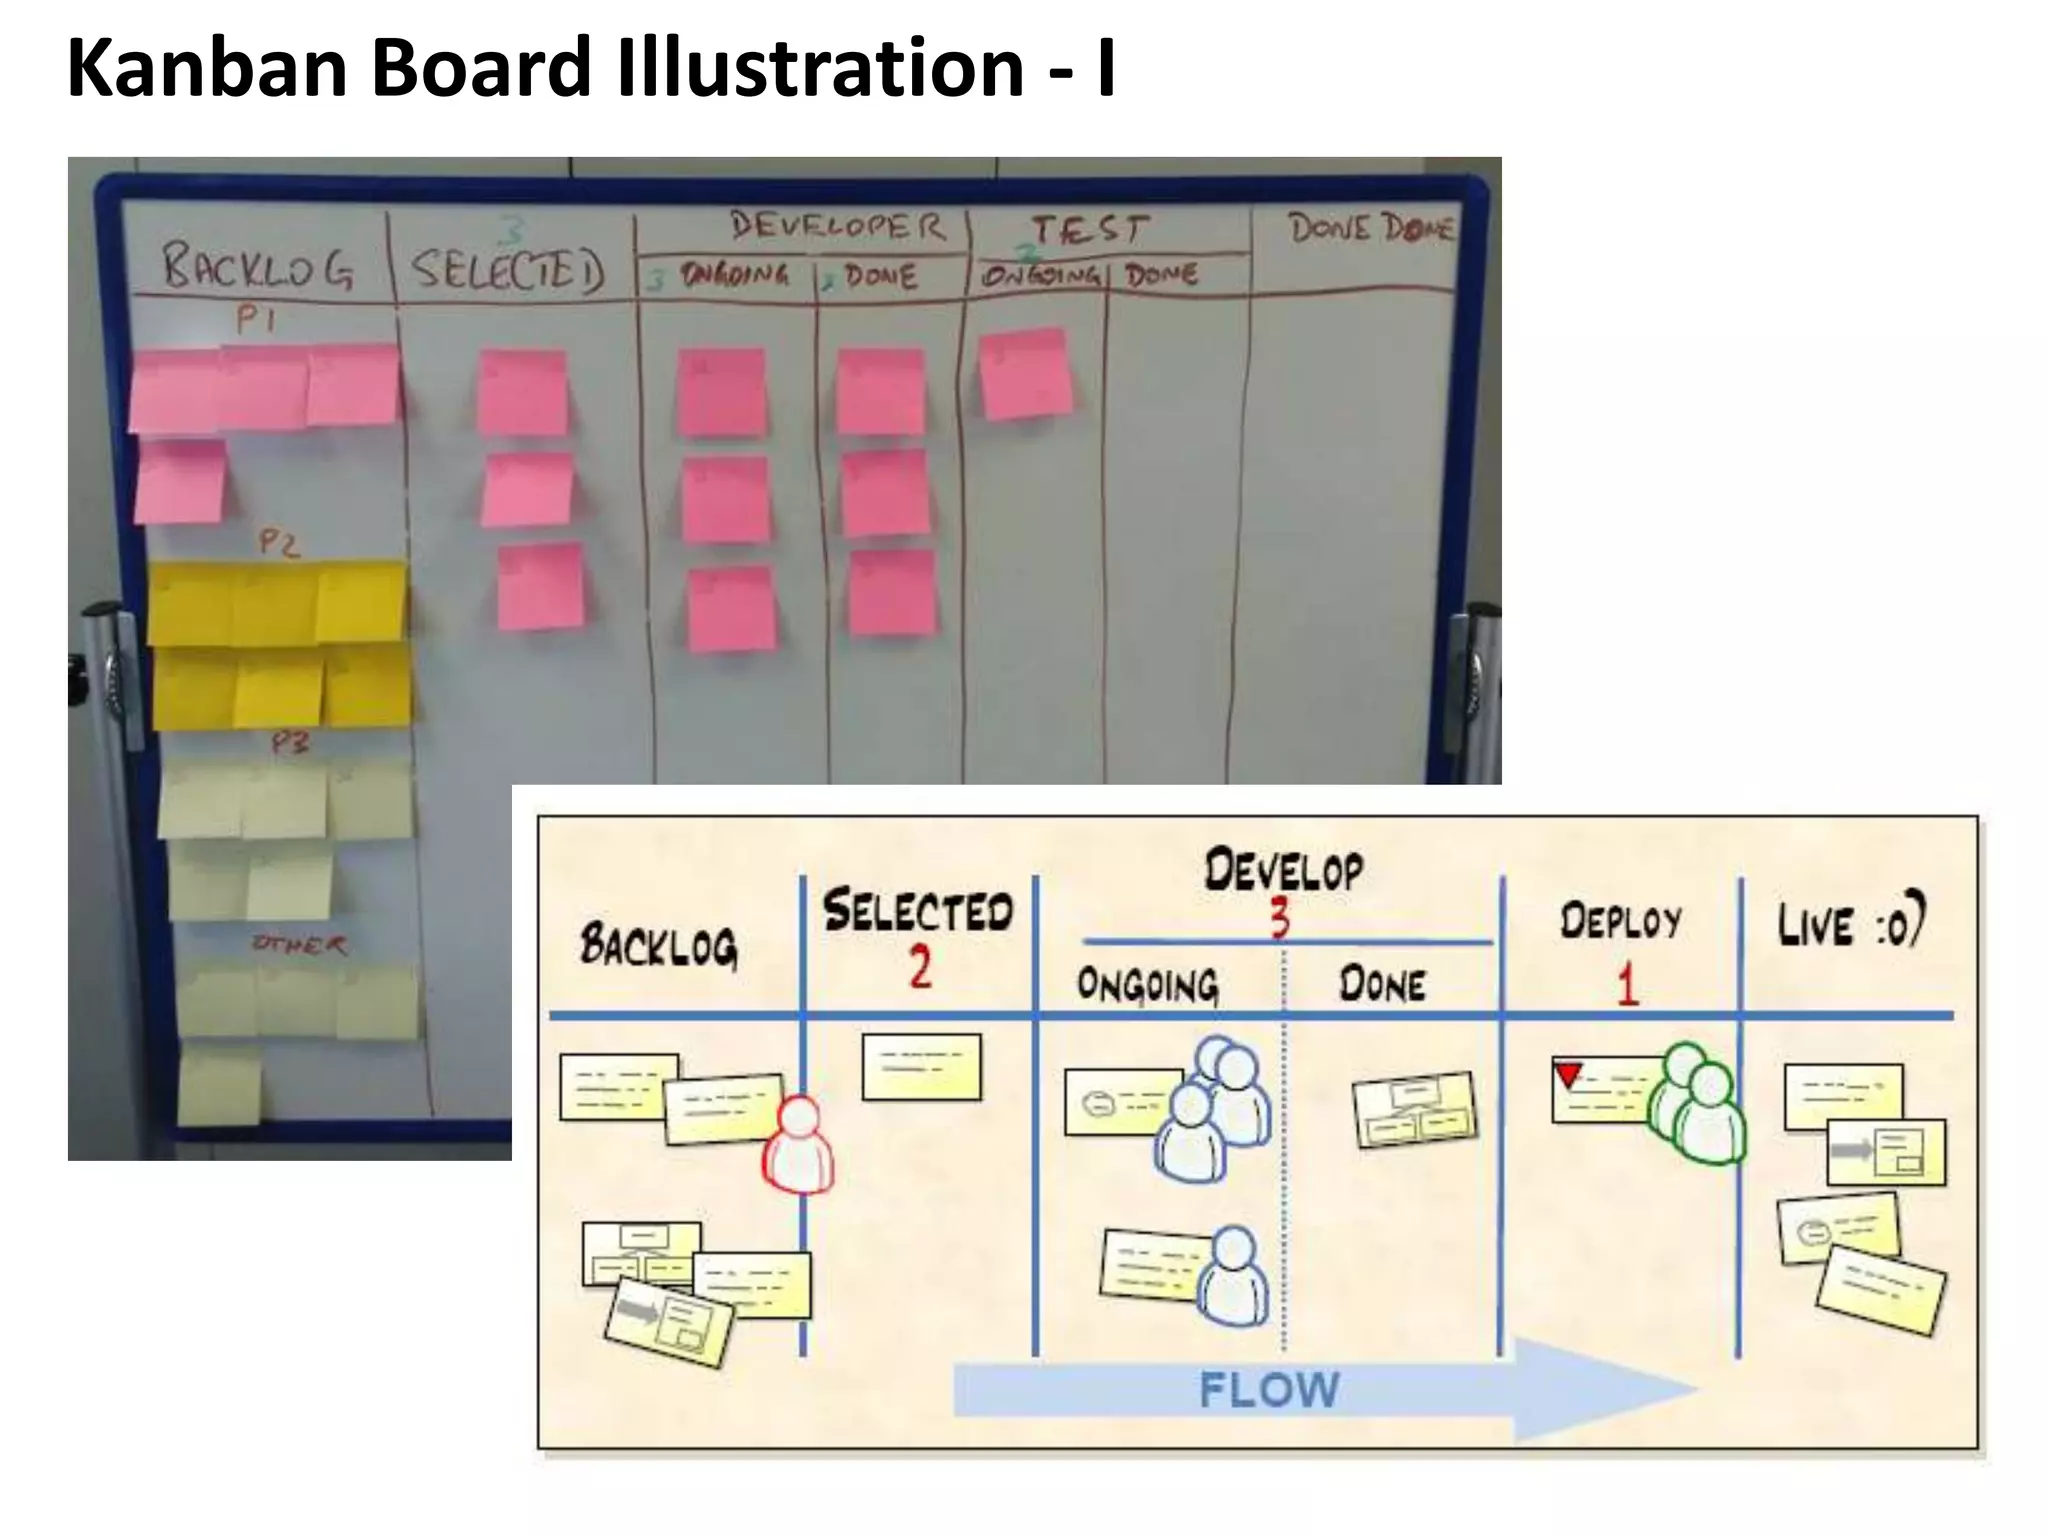 Kanban Board Illustration - I
3
DEVELOPER
TEST
DONE DONE
BACKLOG
SELECTED
2
3 ONGOING
DONE
ONGOING
DONE
P1
P2
P3
OTHER
DEVELOP
3
BACKLOG
SELECTED
2
DEPLOY
1
LIVE :o)
ONGOING
DONE
FLOW